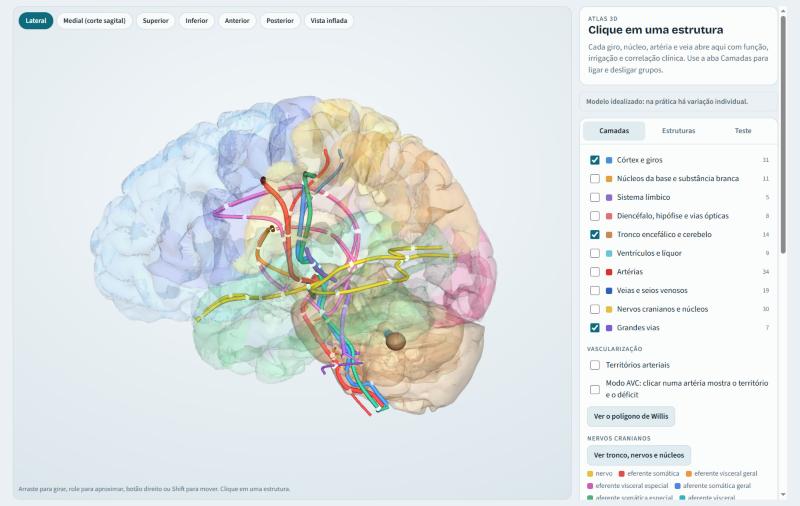 Lateral
Medial (corte sagital)
Superior
Inferior
Anterior
Posterior
Vista inflada
Arraste para girar, role para aproximar, botão direito ou Shift para mover. Clique em uma estrutura.
ATLAS 3D
Clique em uma estrutura
Cada giro, núcleo, artéria e veia abre aqui com função,
irrigação e correlação clínica. Use a aba Camadas para
ligar e desligar grupos.
Modelo idealizado: na prática há variação individual.
Camadas
Estruturas
Teste
Córtex e giros 31
Núcleos da base e substância branca 11
Sistema límbico 5
Diencéfalo, hipófise e vias ópticas 8
Tronco encefálico e cerebelo 14
Ventrículos e líquor 9
Artérias 34
Veias e seios venosos 19
Nervos cranianos e núcleos 30
Grandes vias 7
VASCULARIZAÇÃO
Territórios arteriais
Modo AVC: clicar numa artéria mostra o território
e o déficit
Ver o polígono de Willis
NERVOS CRANIANOS
Ver tronco, nervos e núcleos
nervo eferente somática eferente visceral geral
eferente visceral especial aferente somática geral
aferente somática especial aferente visceral